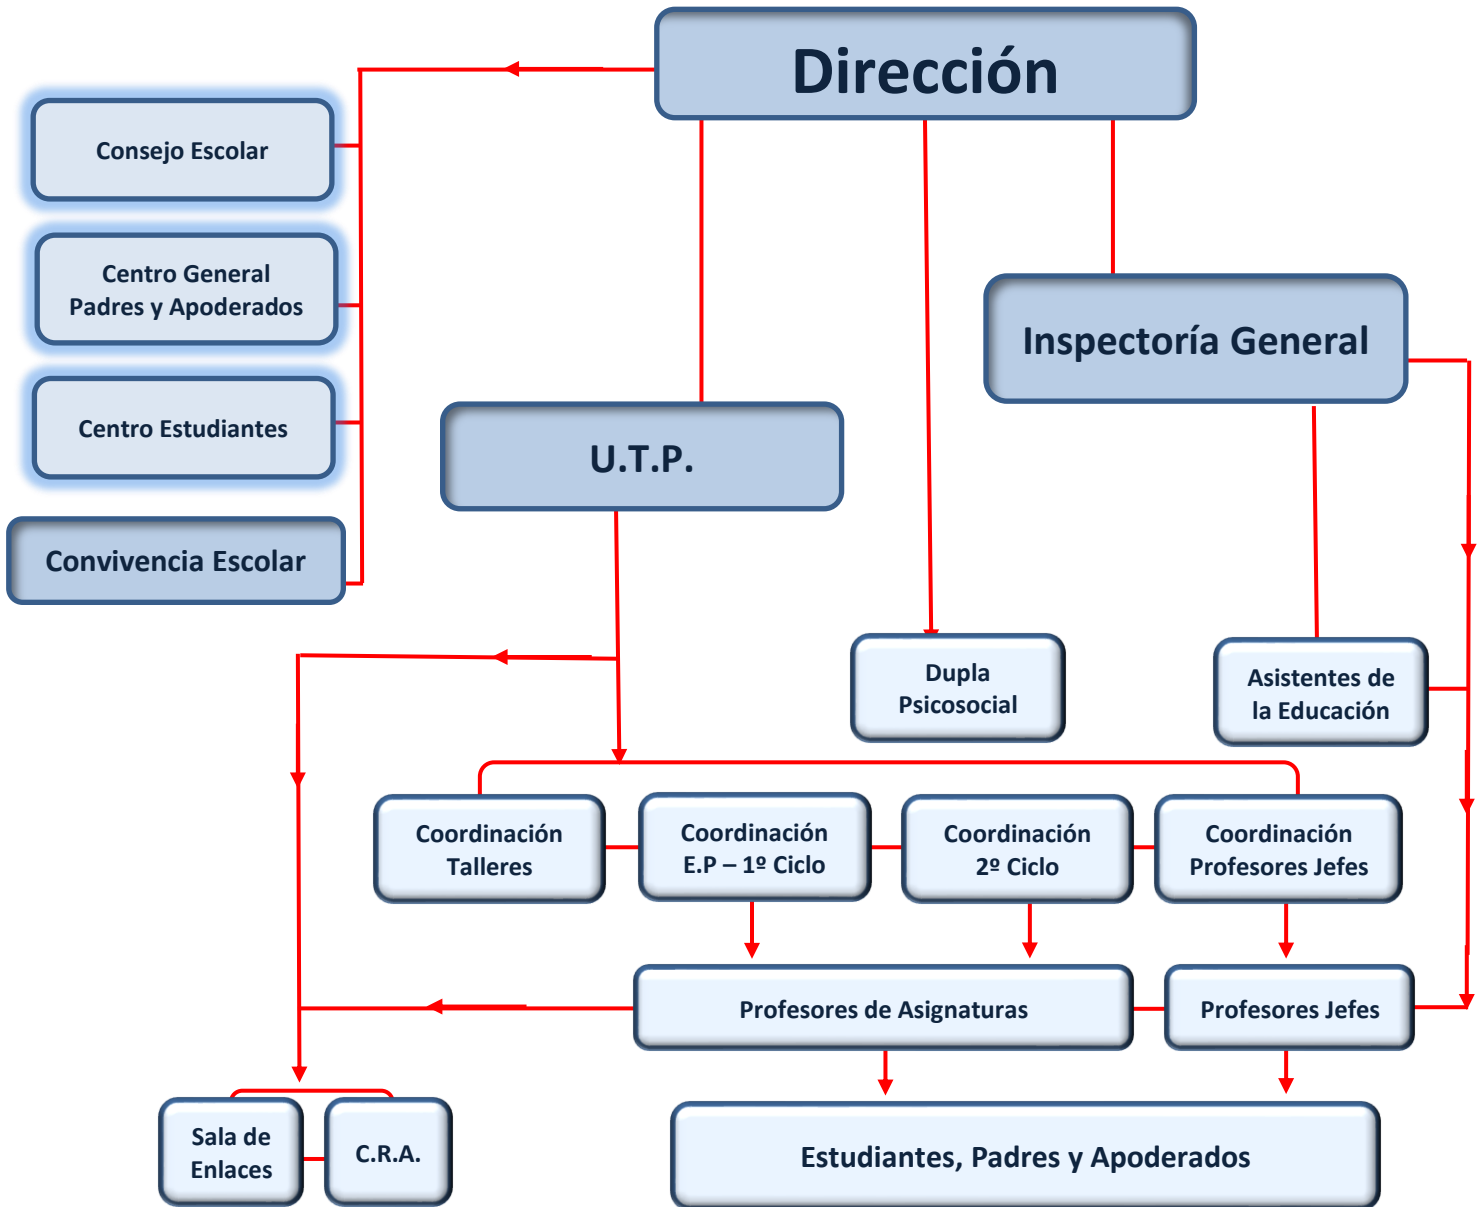 Dirección
Consejo Escolar
Centro General
Padres y Apoderados
Inspectoría General
Centro Estudiantes
U.T.P.
Convivencia Escolar
Dupla
Psicosocial
Asistentes de
la Educación
Coordinación
Talleres
Coordinación
E.P – 1º Ciclo
Coordinación
2º Ciclo
Coordinación
Profesores Jefes
Profesores de Asignaturas
Profesores Jefes
Sala de
Enlaces
C.R.A.
Estudiantes, Padres y Apoderados